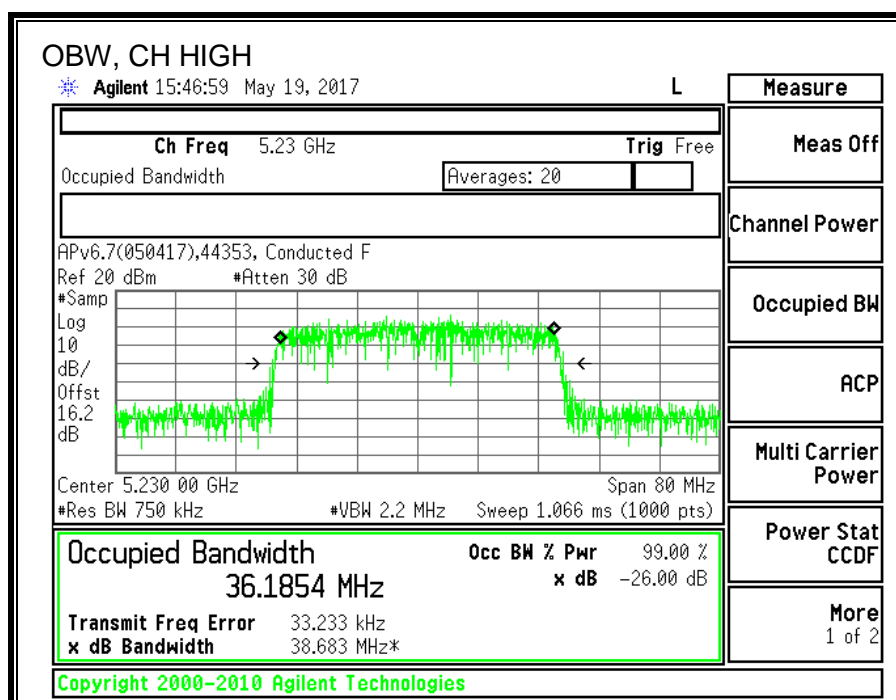 OBW, CH HIGH
Agilent 15:46:59 May 19, 2017 L
Measure
Ch Freq 5.23 GHz Trig Free
Occupied Bandwidth Averages: 20
APv6.7(050417),44353, Conducted F
Ref 20 dBm #Atten 30 dB
#Samp
Log
10
dB/
Offst
16.2
dB
Center 5.230 00 GHz Span 80 MHz
#Res BW 750 kHz #VBW 2.2 MHz Sweep 1.066 ms (1000 pts)
Occupied Bandwidth Occ BW % Pwr 99.00 %
36.1854 MHz x dB -26.00 dB
Transmit Freq Error 33.233 kHz
x dB Bandwidth 38.683 MHz*
Meas Off
Channel Power
Occupied BW
ACP
Multi Carrier
Power
Power Stat
CCDF
More
1 of 2
Copyright 2000-2010 Agilent Technologies